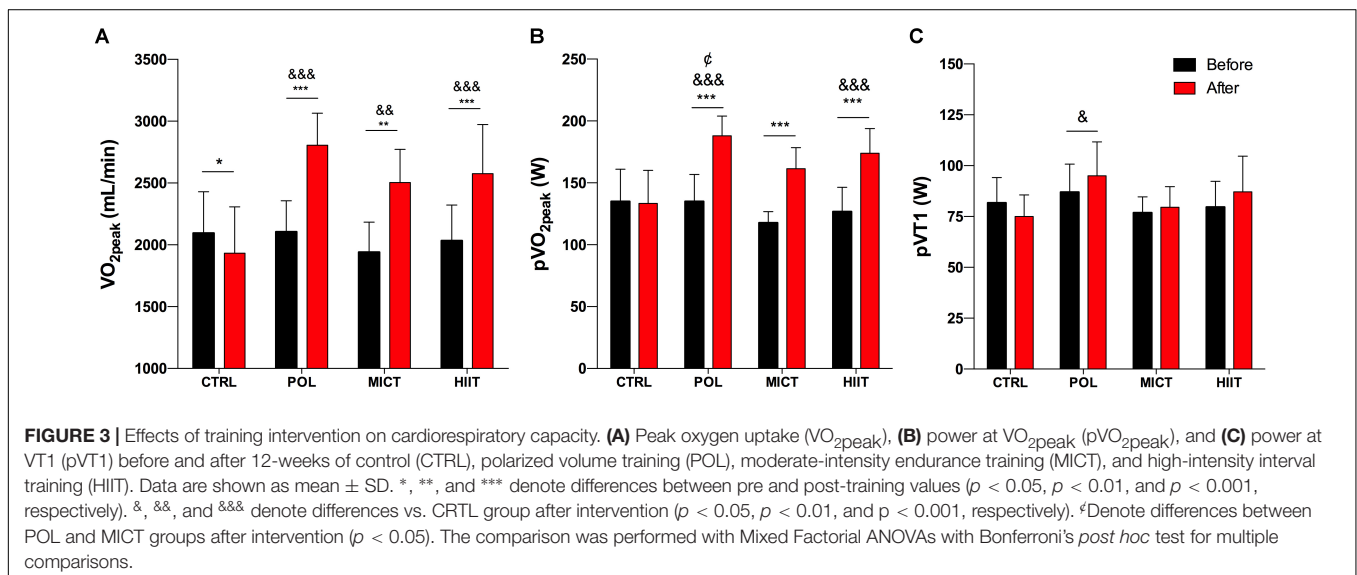 A
VO2peak (mL/min)
3500
3000
2500
2000
1500
1000
*
&&&
***
&&
**
&&&
***
CTRL POL MICT HIIT
B
pVO2peak (W)
250
200
150
100
50
0
¢
&&&
***
***
&&&
***
CTRL POL MICT HIIT
C
pVT1 (W)
150
125
100
75
50
25
0
&
Before
After
CTRL POL MICT HIIT
FIGURE 3 | Effects of training intervention on cardiorespiratory capacity. (A) Peak oxygen uptake (VO2peak), (B) power at VO2peak (pVO2peak), and (C) power at
VT1 (pVT1) before and after 12-weeks of control (CTRL), polarized volume training (POL), moderate-intensity endurance training (MICT), and high-intensity interval
training (HIIT). Data are shown as mean ± SD. *, **, and *** denote differences between pre and post-training values (p < 0.05, p < 0.01, and p < 0.001,
respectively). &, &&, and &&& denote differences vs. CRTL group after intervention (p < 0.05, p < 0.01, and p < 0.001, respectively). ¢Denote differences between
POL and MICT groups after intervention (p < 0.05). The comparison was performed with Mixed Factorial ANOVAs with Bonferroni's post hoc test for multiple
comparisons.